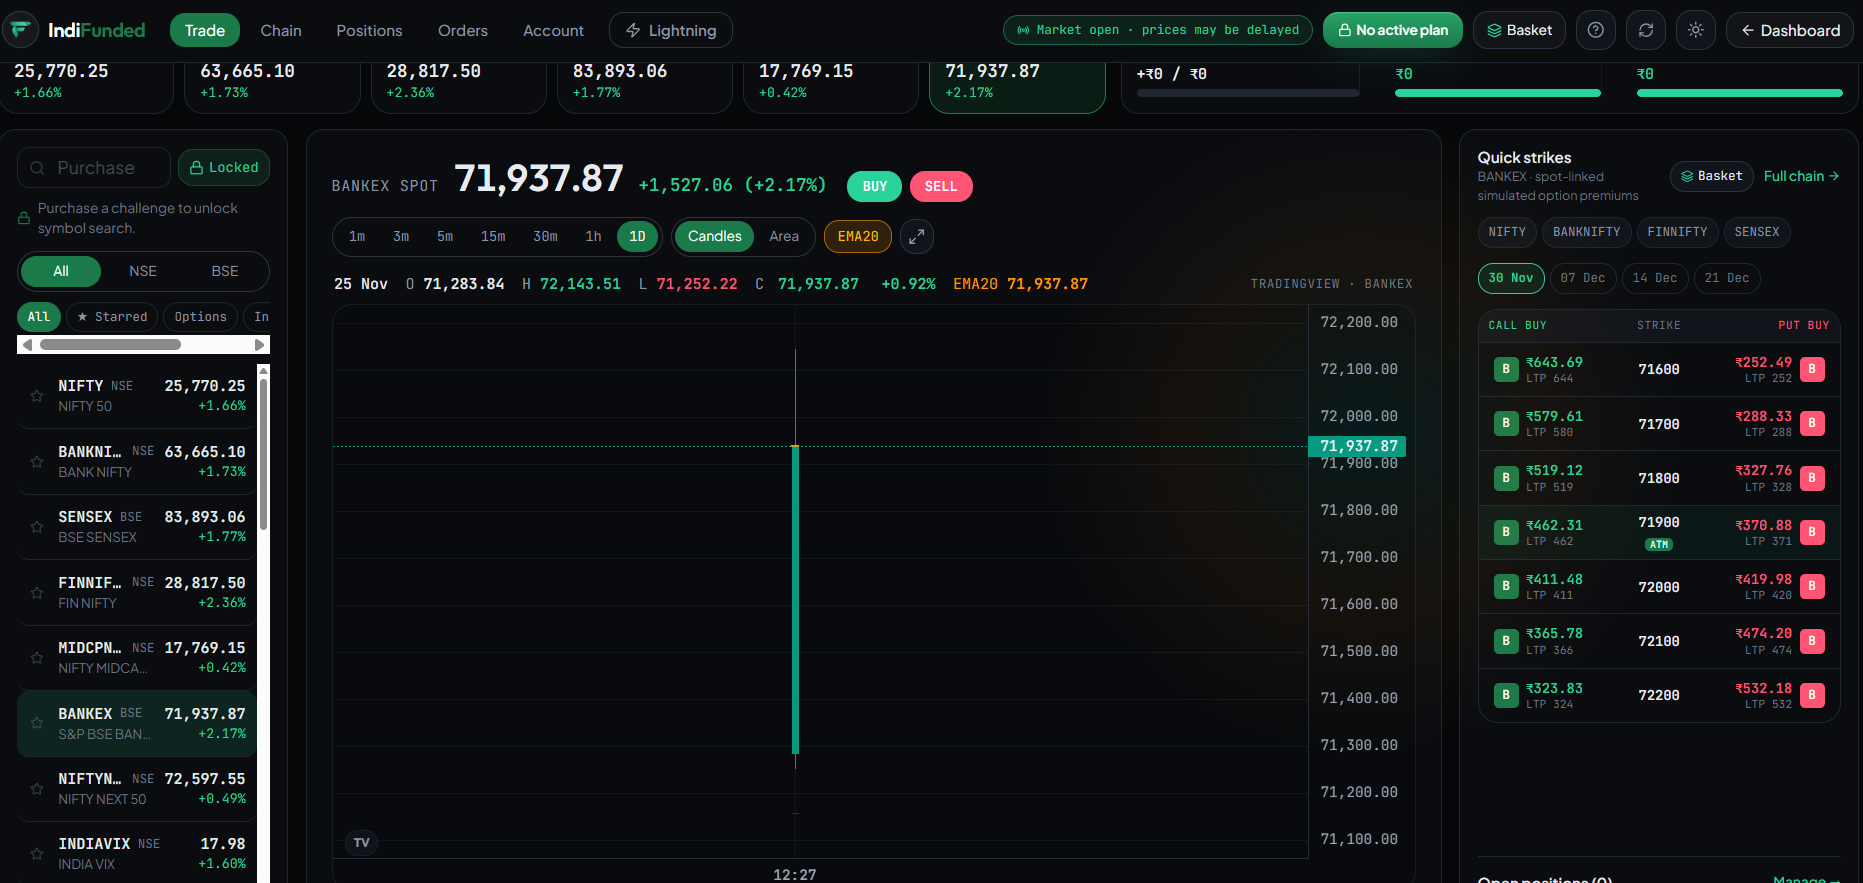 IndiFunded
Trade
Chain
Positions
Orders
Account
Lightning
Market open · prices may be delayed
No active plan
Basket
Dashboard
25,770.25
+1.66%
63,665.10
+1.73%
28,817.50
+2.36%
83,893.06
+1.77%
17,769.15
+0.42%
71,937.87
+2.17%
+₹0 / ₹0
₹0
₹0
Purchase
Locked
Purchase a challenge to unlock
symbol search.
All
NSE
BSE
All
★ Starred
Options
In
NIFTY NSE 25,770.25
NIFTY 50 +1.66%
BANKNI… NSE 63,665.10
BANK NIFTY +1.73%
SENSEX BSE 83,893.06
BSE SENSEX +1.77%
FINNIF… NSE 28,817.50
FIN NIFTY +2.36%
MIDCPN… NSE 17,769.15
NIFTY MIDCA… +0.42%
BANKEX BSE 71,937.87
S&P BSE BAN… +2.17%
NIFTYN… NSE 72,597.55
NIFTY NEXT 50 +0.49%
INDIAVIX NSE 17.98
INDIA VIX +1.60%
BANKEX SPOT 71,937.87 +1,527.06 (+2.17%) BUY SELL
1m 3m 5m 15m 30m 1h 1D Candles Area EMA20
25 Nov O 71,283.84 H 72,143.51 L 71,252.22 C 71,937.87 +0.92% EMA20 71,937.87
TRADINGVIEW · BANKEX
72,200.00
72,100.00
72,000.00
71,937.87
71,900.00
71,800.00
71,700.00
71,600.00
71,500.00
71,400.00
71,300.00
71,200.00
71,100.00
TV
12:27
Quick strikes
BANKEX · spot-linked
simulated option premiums
Basket
Full chain →
NIFTY BANKNIFTY FINNIFTY SENSEX
30 Nov 07 Dec 14 Dec 21 Dec
CALL BUY STRIKE PUT BUY
B ₹643.69 71600 ₹252.49 B
LTP 644 LTP 252
B ₹579.61 71700 ₹288.33 B
LTP 580 LTP 288
B ₹519.12 71800 ₹327.76 B
LTP 519 LTP 328
B ₹462.31 71900 ₹370.88 B
LTP 462 ATM LTP 371
B ₹411.48 72000 ₹419.98 B
LTP 411 LTP 420
B ₹365.78 72100 ₹474.20 B
LTP 366 LTP 474
B ₹323.83 72200 ₹532.18 B
LTP 324 LTP 532
Open positions (0)
Manage →